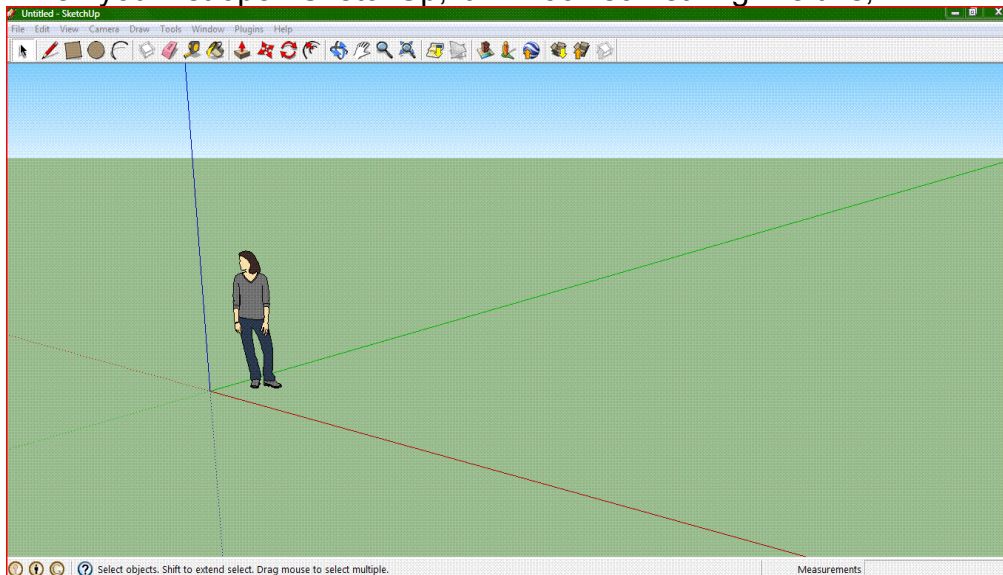 Untitled - SketchUp
File Edit View Camera Draw Tools Window Plugins Help
Select objects. Shift to extend select. Drag mouse to select multiple.
Measurements